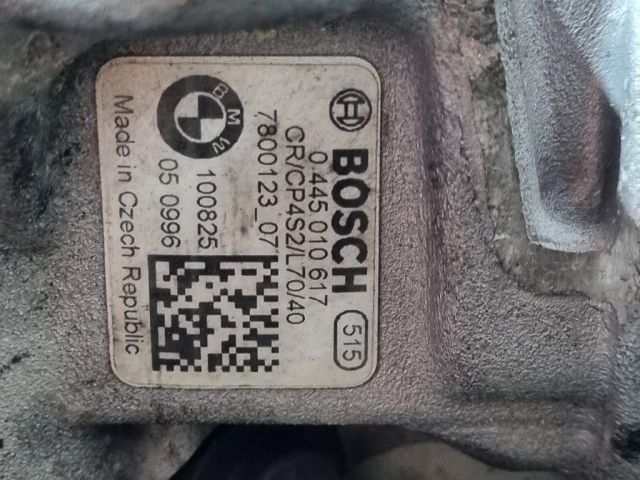 BOSCH 515
0 445 010 617
CR/CP4S2/L70/40
7800123_07
BMW
100825
05 0996
Made in Czech Republic